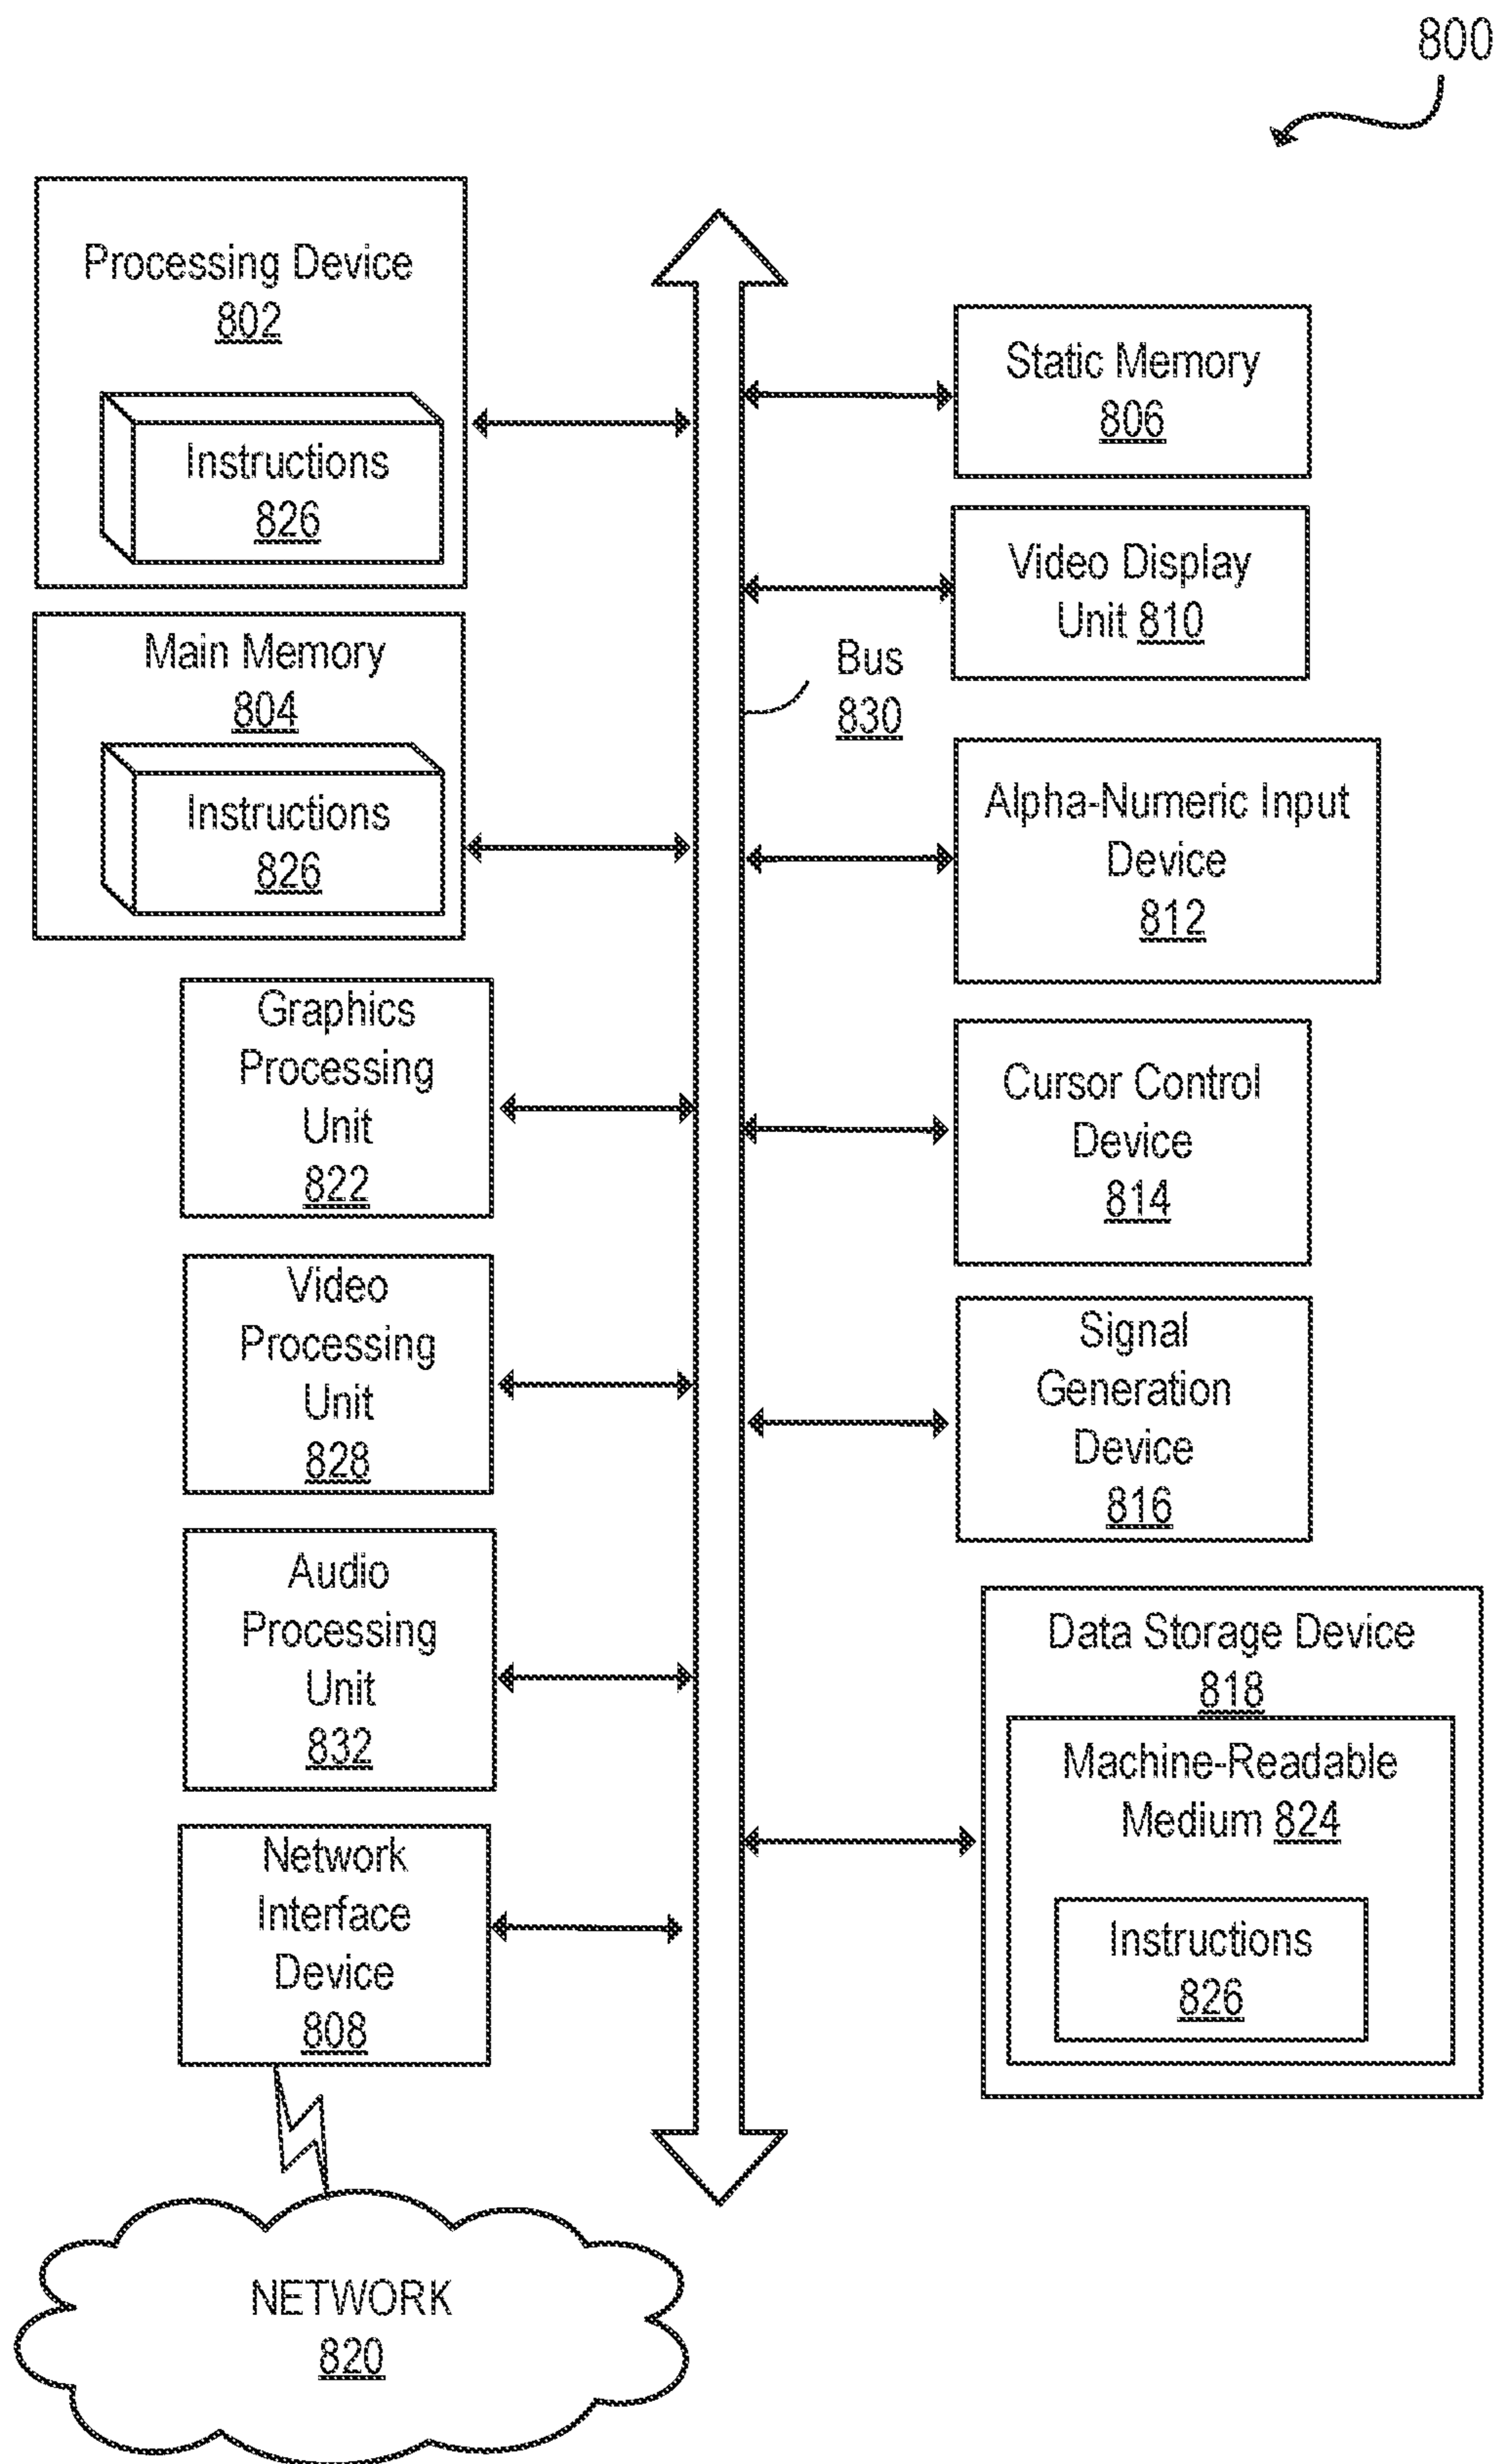 800
Processing Device
802
Instructions
826
Main Memory
804
Instructions
826
Graphics
Processing
Unit
822
Video
Processing
Unit
828
Audio
Processing
Unit
832
Network
Interface
Device
808
NETWORK
820
Bus
830
Static Memory
806
Video Display
Unit 810
Alpha-Numeric Input
Device
812
Cursor Control
Device
814
Signal
Generation
Device
816
Data Storage Device
818
Machine-Readable
Medium 824
Instructions
826